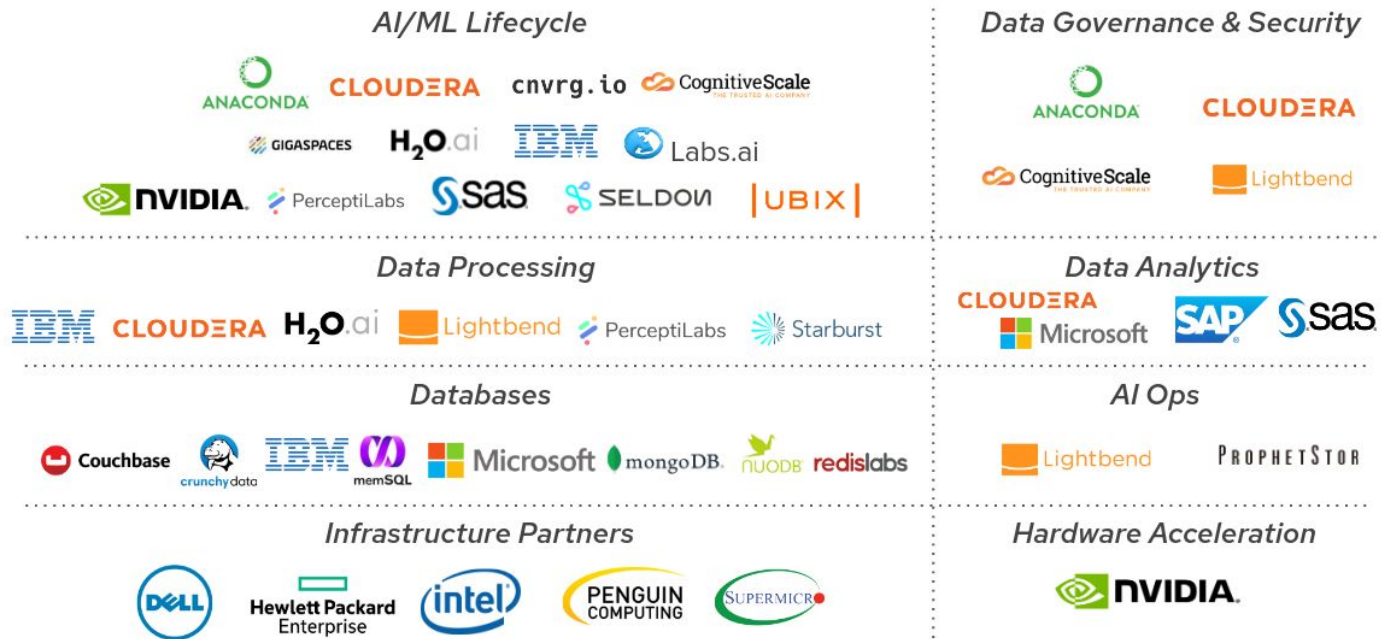 AI/ML Lifecycle
ANACONDA
CLOUDERA
cnvrg.io
CognitiveScale
THE TRUSTED AI COMPANY
GIGASPACES
H2O.ai
IBM
Labs.ai
NVIDIA.
PerceptiLabs
sas
SELDON
|UBIX|
Data Governance & Security
ANACONDA
CLOUDERA
CognitiveScale
THE TRUSTED AI COMPANY
Lightbend
Data Processing
IBM
CLOUDERA
H2O.ai
Lightbend
PerceptiLabs
Starburst
Data Analytics
CLOUDERA
Microsoft
SAP
sas
Databases
Couchbase
crunchydata
IBM
memSQL
Microsoft
mongoDB.
NUODB
redislabs
AI Ops
Lightbend
PROPHETSTOR
Infrastructure Partners
DELL
Hewlett Packard
Enterprise
intel
PENGUIN
COMPUTING
SUPERMICRO
Hardware Acceleration
NVIDIA.